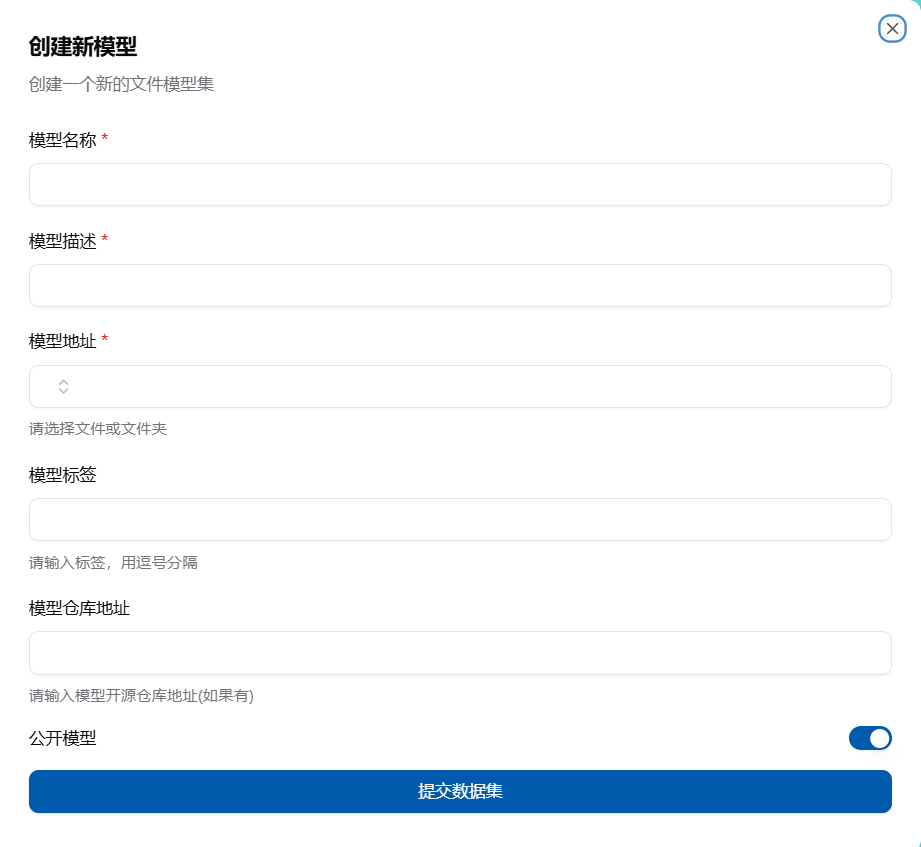 创建新模型
创建一个新的文件模型集
模型名称 *
模型描述 *
模型地址 *
请选择文件或文件夹
模型标签
请输入标签，用逗号分隔
模型仓库地址
请输入模型开源仓库地址(如果有)
公开模型
提交数据集